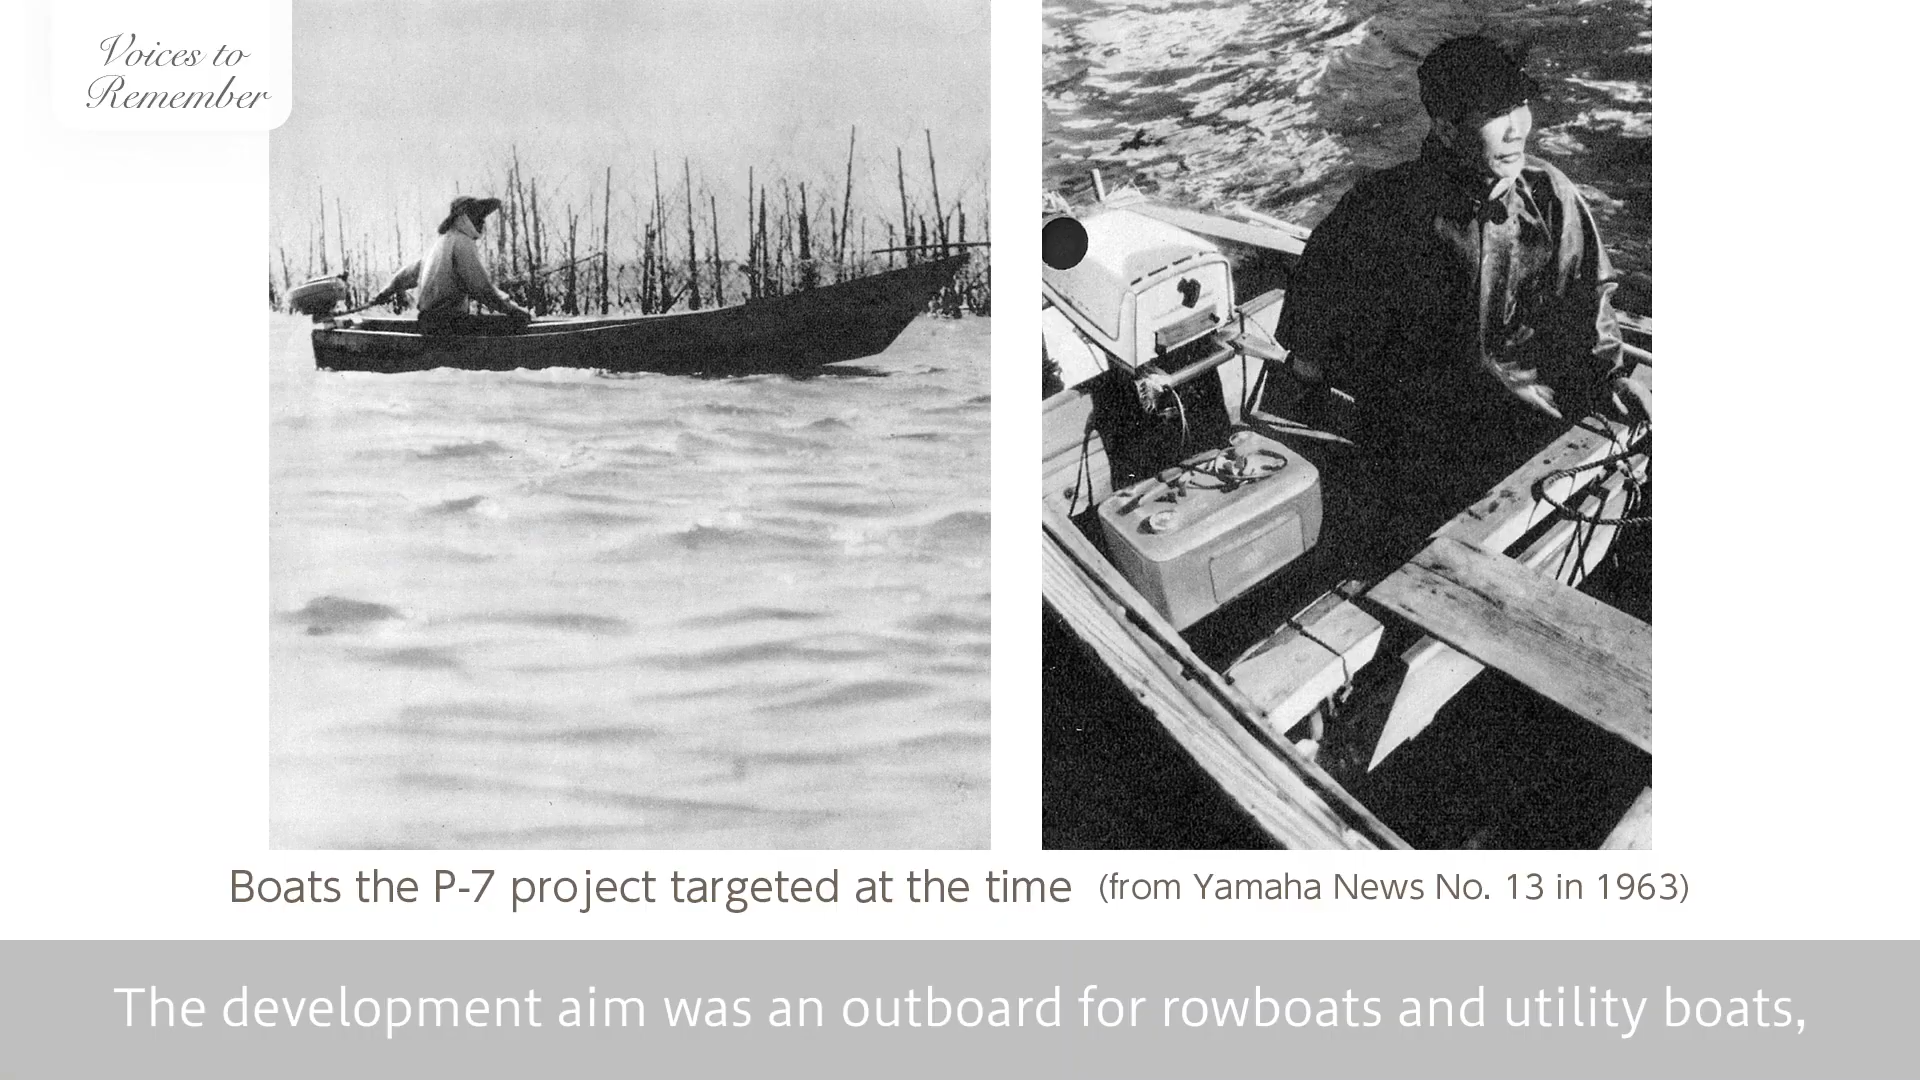 Voices to
Remember
Boats the P-7 project targeted at the time (from Yamaha News No. 13 in 1963)
The development aim was an outboard for rowboats and utility boats,